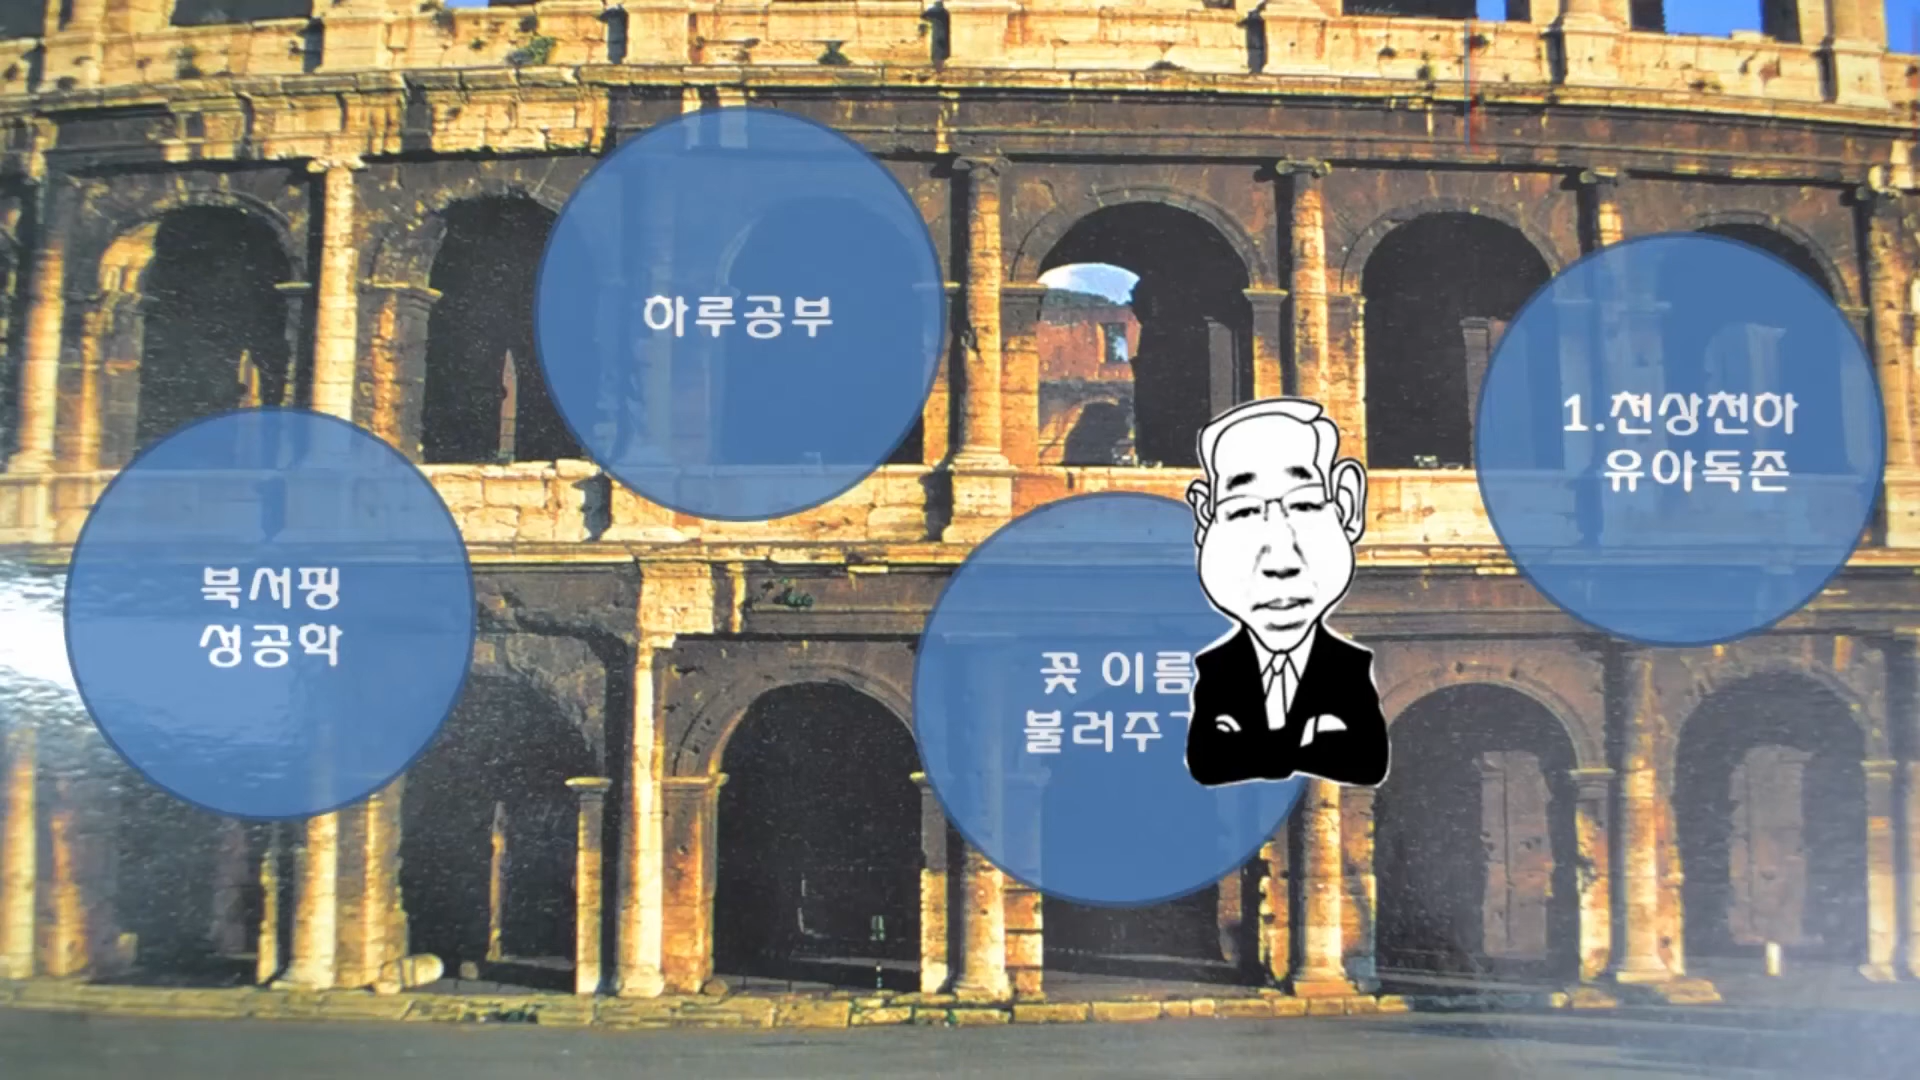 북서핑
성공학
하루공부
꽃 이름
불러주
1.천상천하
유아독존